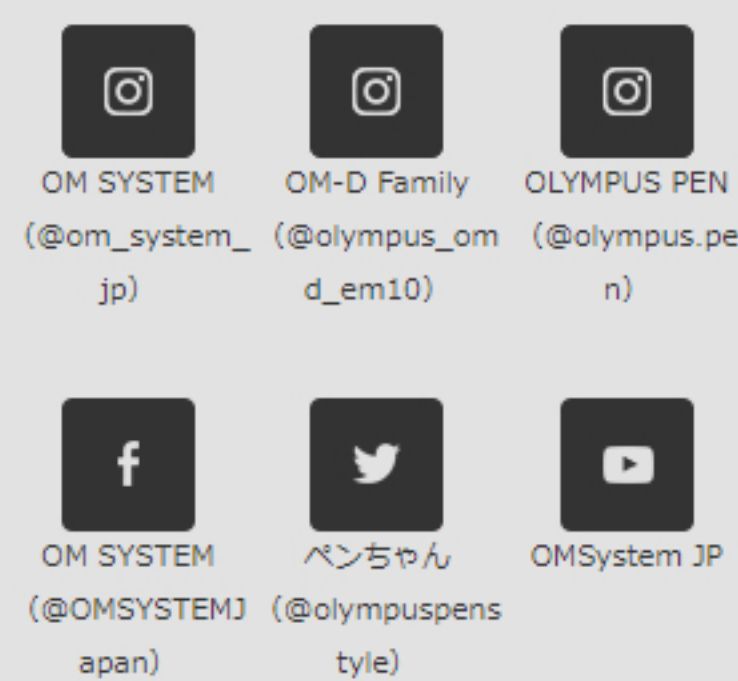 OM SYSTEM
（@om_system_
jp）
OM-D Family
（@olympus_om
d_em10）
OLYMPUS PEN
（@olympus.pe
n）
OM SYSTEM
（@OMSYSTEMJ
apan）
ペンちゃん
（@olympuspens
tyle）
OMSystem JP